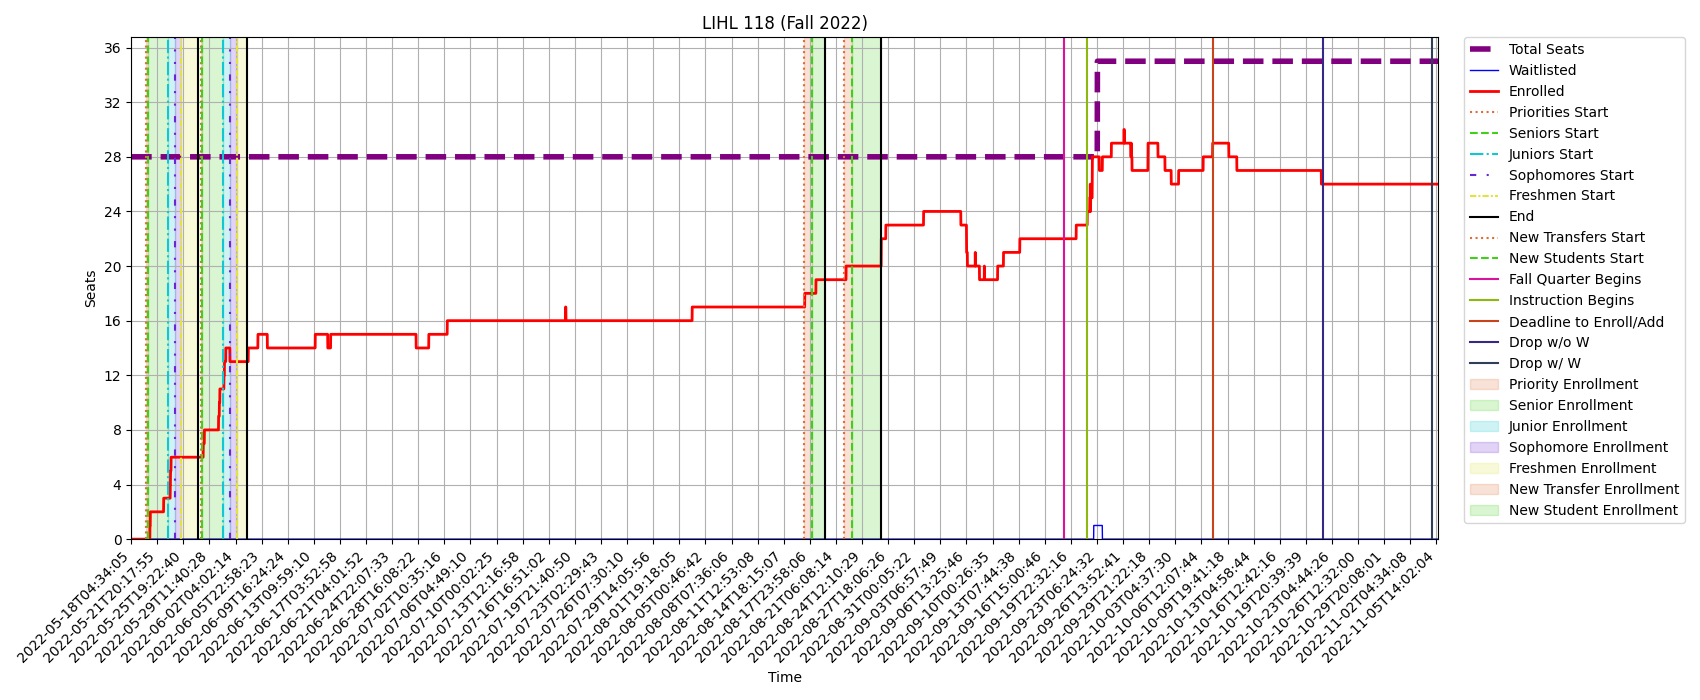 LIHL 118 (Fall 2022)
Seats
36
32
28
24
20
16
12
8
4
0
2022-05-18T04:34:05
2022-05-21T20:17:55
2022-05-25T19:22:40
2022-05-29T11:40:28
2022-06-02T04:02:14
2022-06-05T22:58:23
2022-06-09T16:24:24
2022-06-13T09:59:10
2022-06-17T03:52:58
2022-06-21T04:01:52
2022-06-24T22:07:33
2022-06-28T16:08:22
2022-07-02T10:35:16
2022-07-06T04:49:10
2022-07-10T00:02:25
2022-07-13T12:16:58
2022-07-16T16:51:02
2022-07-19T21:40:50
2022-07-23T02:29:43
2022-07-26T07:30:10
2022-07-29T14:05:56
2022-08-01T19:18:05
2022-08-05T00:46:42
2022-08-08T07:36:06
2022-08-11T12:53:08
2022-08-14T18:15:07
2022-08-17T23:58:06
2022-08-21T06:08:14
2022-08-24T12:10:29
2022-08-27T18:06:26
2022-08-31T00:05:22
2022-09-03T06:57:49
2022-09-06T13:25:46
2022-09-10T00:26:35
2022-09-13T07:44:38
2022-09-16T15:00:46
2022-09-19T22:32:16
2022-09-23T06:24:32
2022-09-26T13:52:41
2022-09-29T21:22:18
2022-10-03T04:37:30
2022-10-06T12:07:44
2022-10-09T19:41:18
2022-10-13T04:58:44
2022-10-16T12:42:16
2022-10-19T20:39:39
2022-10-23T04:44:26
2022-10-26T12:32:00
2022-10-29T20:08:01
2022-11-02T04:34:08
2022-11-05T14:02:04
Time
Total Seats
Waitlisted
Enrolled
Priorities Start
Seniors Start
Juniors Start
Sophomores Start
Freshmen Start
End
New Transfers Start
New Students Start
Fall Quarter Begins
Instruction Begins
Deadline to Enroll/Add
Drop w/o W
Drop w/ W
Priority Enrollment
Senior Enrollment
Junior Enrollment
Sophomore Enrollment
Freshmen Enrollment
New Transfer Enrollment
New Student Enrollment